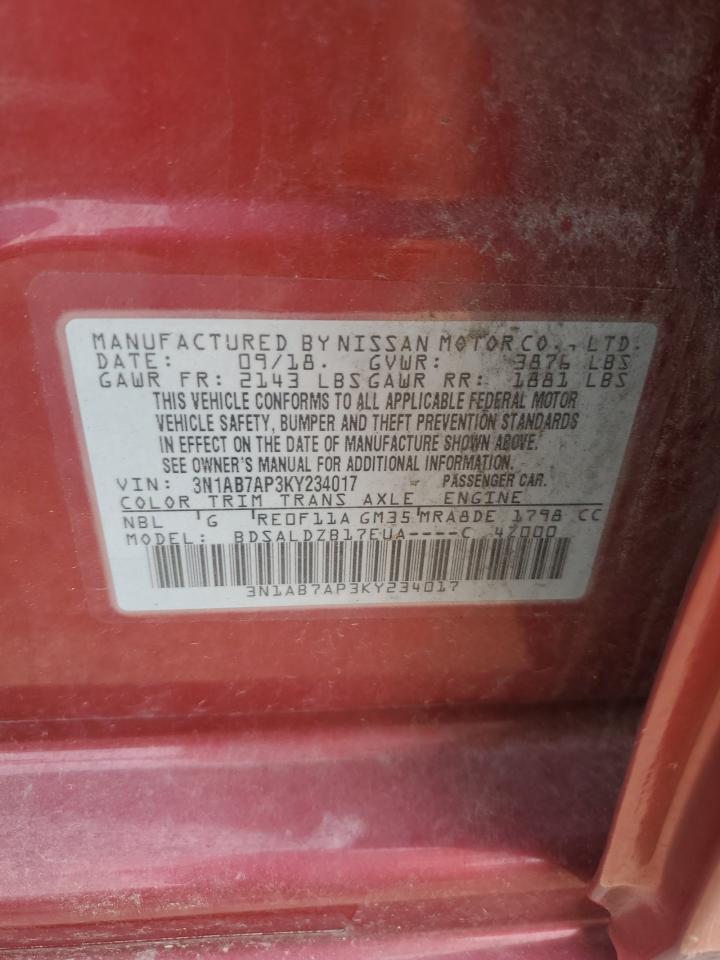 MANUFACTURED BY NISSAN MOTOR CO., LTD.
DATE: 09/18. GVWR: 3876 LBS
GAWR FR: 2143 LBS GAWR RR: 1881 LBS
THIS VEHICLE CONFORMS TO ALL APPLICABLE FEDERAL MOTOR
VEHICLE SAFETY, BUMPER AND THEFT PREVENTION STANDARDS
IN EFFECT ON THE DATE OF MANUFACTURE SHOWN ABOVE.
SEE OWNER'S MANUAL FOR ADDITIONAL INFORMATION.
VIN: 3N1AB7AP3KY234017 PASSENGER CAR.
COLOR TRIM TRANS AXLE ENGINE
NBL G RE0F11A GM35 MRA8DE 1798 CC
MODEL: BDSALDZB17EUA----C 4Z000
3N1AB7AP3KY234017